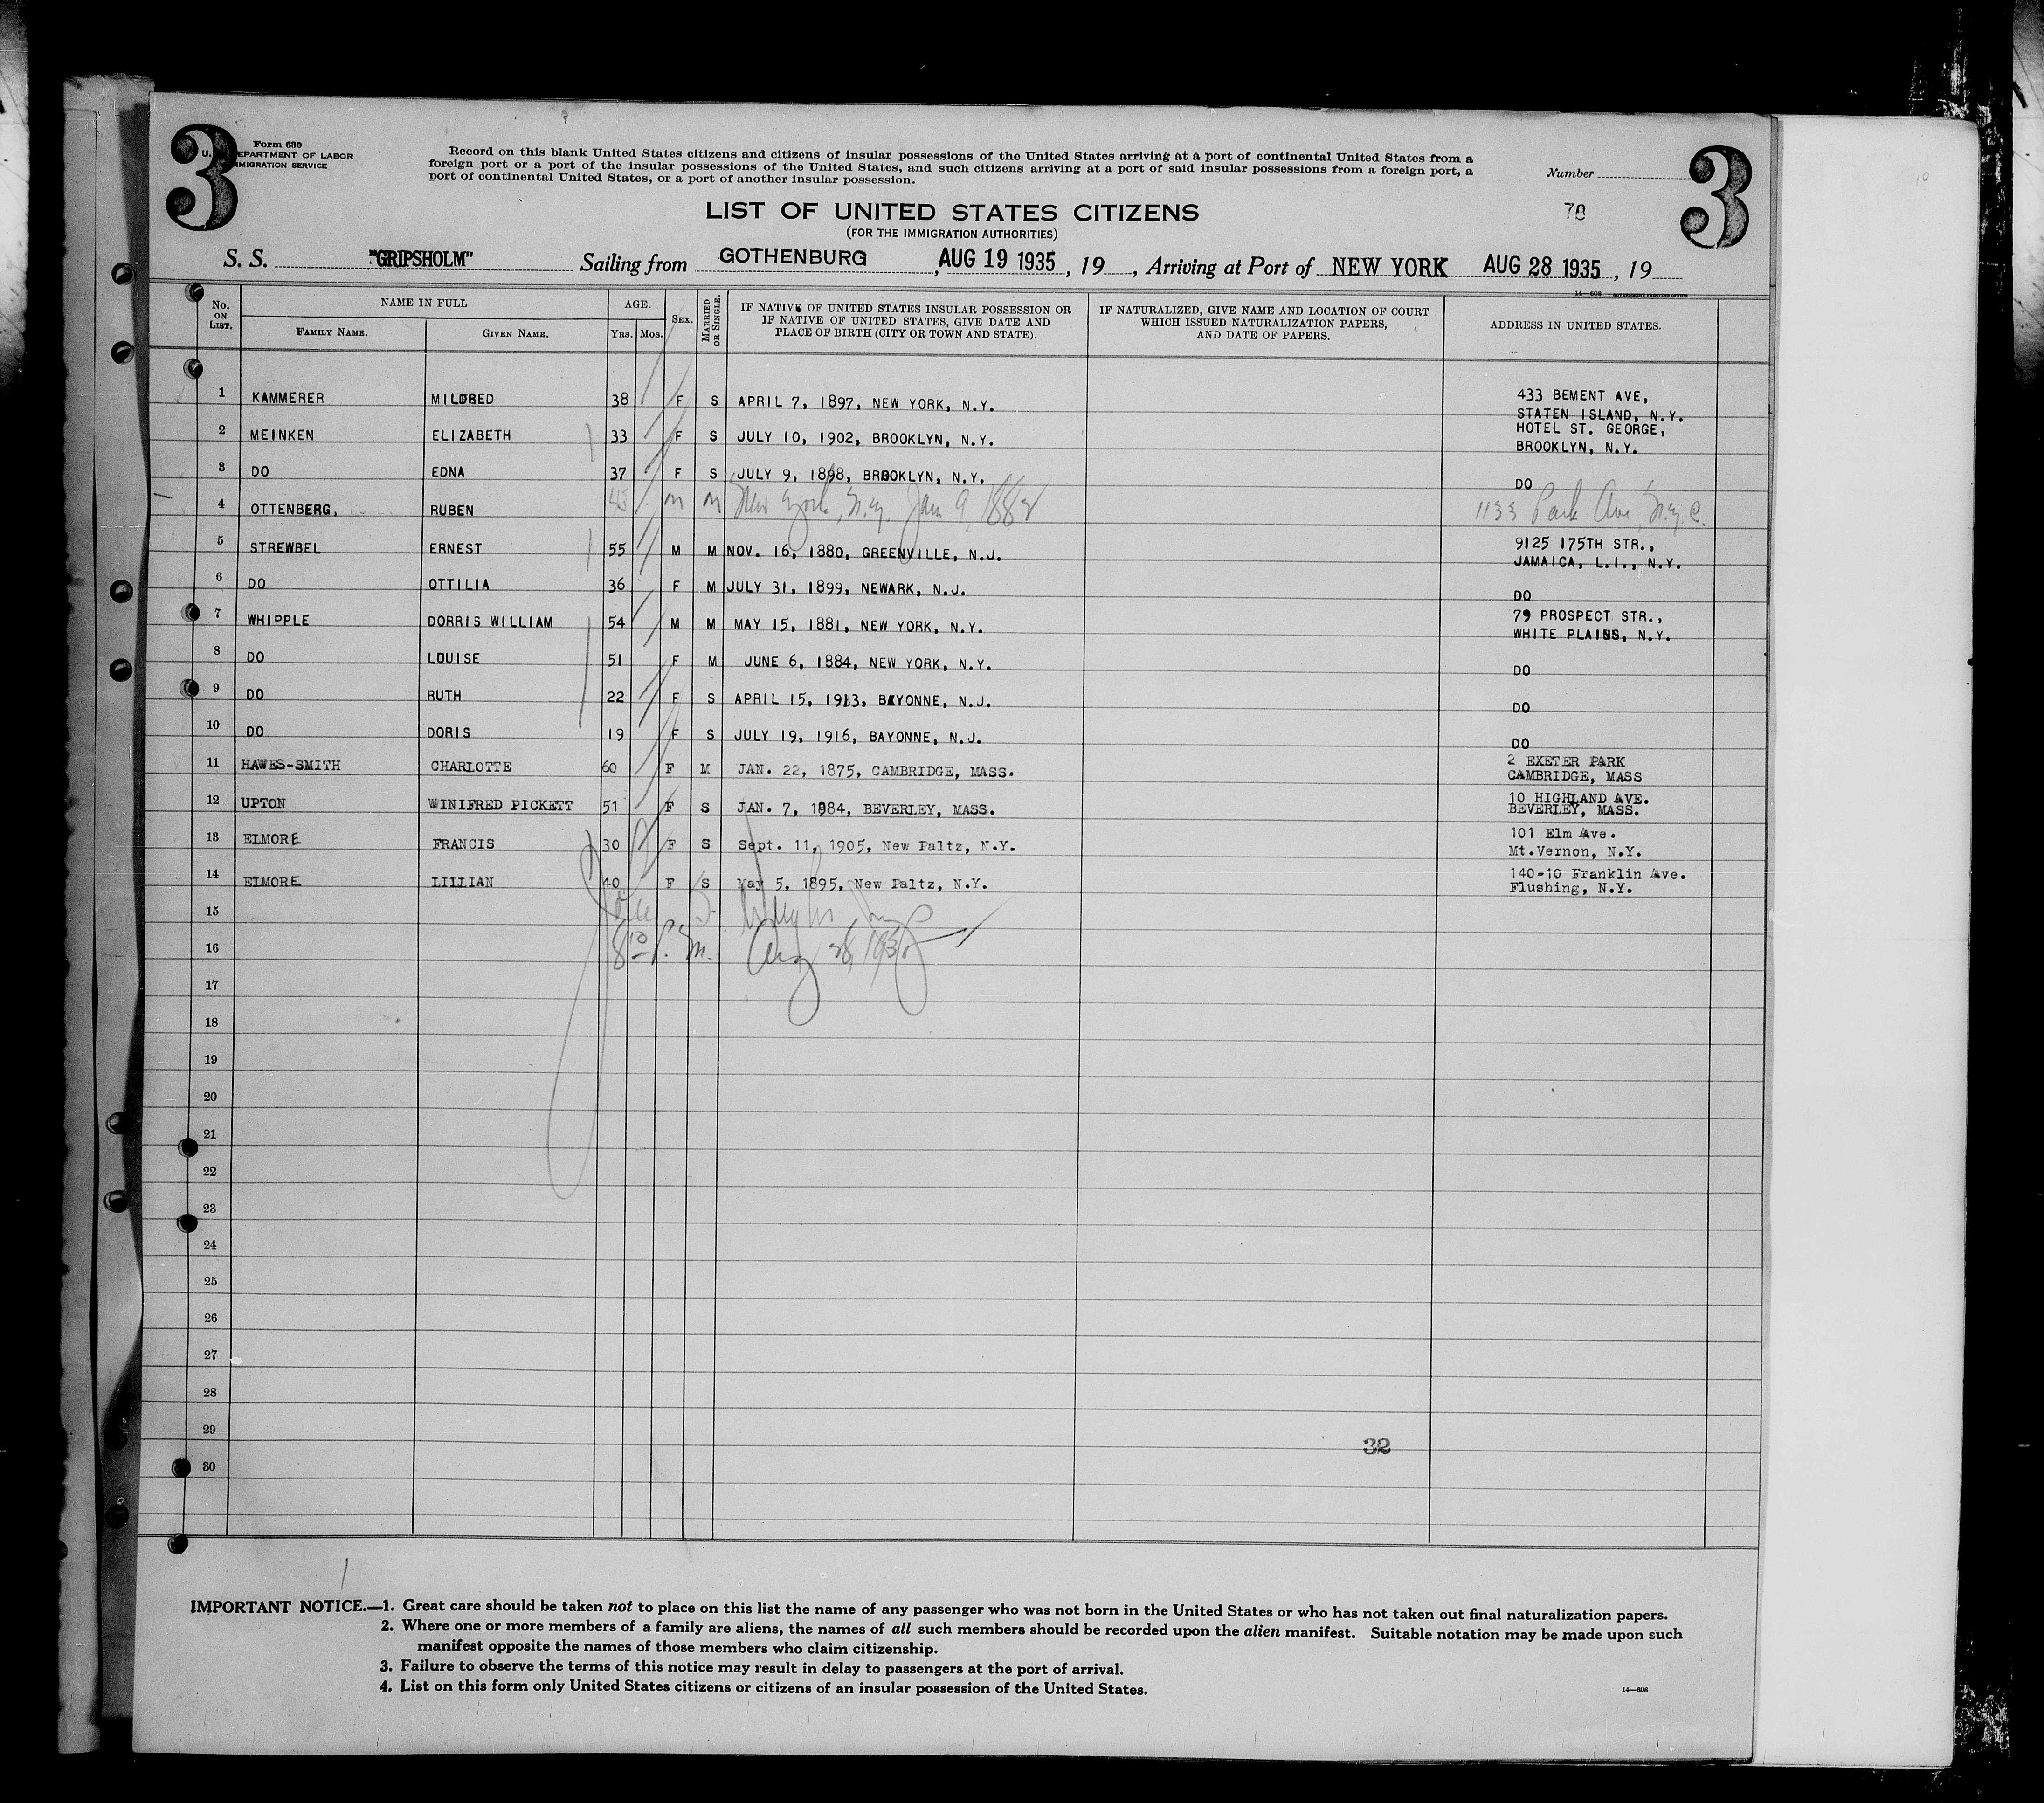 3 3
Form 630
U. S. DEPARTMENT OF LABOR
IMMIGRATION SERVICE
Record on this blank United States citizens and citizens of insular possessions of the United States arriving at a port of continental United States from a
foreign port or a port of the insular possessions of the United States, and such citizens arriving at a port of said insular possessions from a foreign port, a
port of continental United States, or a port of another insular possession.
Number
LIST OF UNITED STATES CITIZENS
(FOR THE IMMIGRATION AUTHORITIES)
78
S. S. "GRIPSHOLM" Sailing from GOTHENBURG, AUG 19 1935, 19, Arriving at Port of NEW YORK AUG 28 1935, 19
14—608 GOVERNMENT PRINTING OFFICE
No. ON LIST. NAME IN FULL FAMILY NAME. GIVEN NAME. AGE. YRS. MOS. SEX. MARRIED OR SINGLE. IF NATIVE OF UNITED STATES INSULAR POSSESSION OR IF NATIVE OF UNITED STATES, GIVE DATE AND PLACE OF BIRTH (CITY OR TOWN AND STATE). IF NATURALIZED, GIVE NAME AND LOCATION OF COURT WHICH ISSUED NATURALIZATION PAPERS, AND DATE OF PAPERS. ADDRESS IN UNITED STATES.
1 KAMMERER MILDRED 38 F S APRIL 7, 1897, NEW YORK, N.Y. 433 BEMENT AVE, STATEN ISLAND, N.Y.
2 MEINKEN ELIZABETH 33 F S JULY 10, 1902, BROOKLYN, N.Y. HOTEL ST. GEORGE, BROOKLYN, N.Y.
3 DO EDNA 37 F S JULY 9, 1898, BROOKLYN, N.Y. DO
4 OTTENBERG, RUBEN M M New York, N.Y. Jan 9, 1882 1133 Park Ave, N.Y.C.
5 STREWBEL ERNEST 55 M M NOV. 16, 1880, GREENVILLE, N.J. 9125 175TH STR., JAMAICA, L.I., N.Y.
6 DO OTTILIA 36 F M JULY 31, 1899, NEWARK, N.J. DO
7 WHIPPLE DORRIS WILLIAM 54 M M MAY 15, 1881, NEW YORK, N.Y. 79 PROSPECT STR., WHITE PLAINS, N.Y.
8 DO LOUISE 51 F M JUNE 6, 1884, NEW YORK, N.Y. DO
9 DO RUTH 22 F S APRIL 15, 1913, BAYONNE, N.J. DO
10 DO DORIS 19 F S JULY 19, 1916, BAYONNE, N.J. DO
11 HAWES-SMITH CHARLOTTE 60 F M JAN. 22, 1875, CAMBRIDGE, MASS. 2 EXETER PARK CAMBRIDGE, MASS
12 UPTON WINIFRED PICKETT 51 F S JAN. 7, 1984, BEVERLEY, MASS. 10 HIGHLAND AVE. BEVERLEY, MASS.
13 ELMORE FRANCIS 30 F S Sept. 11, 1905, New Paltz, N.Y. 101 Elm Ave. Mt.Vernon, N.Y.
14 ELMORE LILLIAN 40 F S May 5, 1895, New Paltz, N.Y. 140-10 Franklin Ave. Flushing, N.Y.
15
16 8 10 P. M. Aug 28, 1935
17
18
19
20
21
22
23
24
25
26
27
28
29
32
30
IMPORTANT NOTICE.—1. Great care should be taken not to place on this list the name of any passenger who was not born in the United States or who has not taken out final naturalization papers.
2. Where one or more members of a family are aliens, the names of all such members should be recorded upon the alien manifest. Suitable notation may be made upon such
manifest opposite the names of those members who claim citizenship.
3. Failure to observe the terms of this notice may result in delay to passengers at the port of arrival.
4. List on this form only United States citizens or citizens of an insular possession of the United States.
14—608